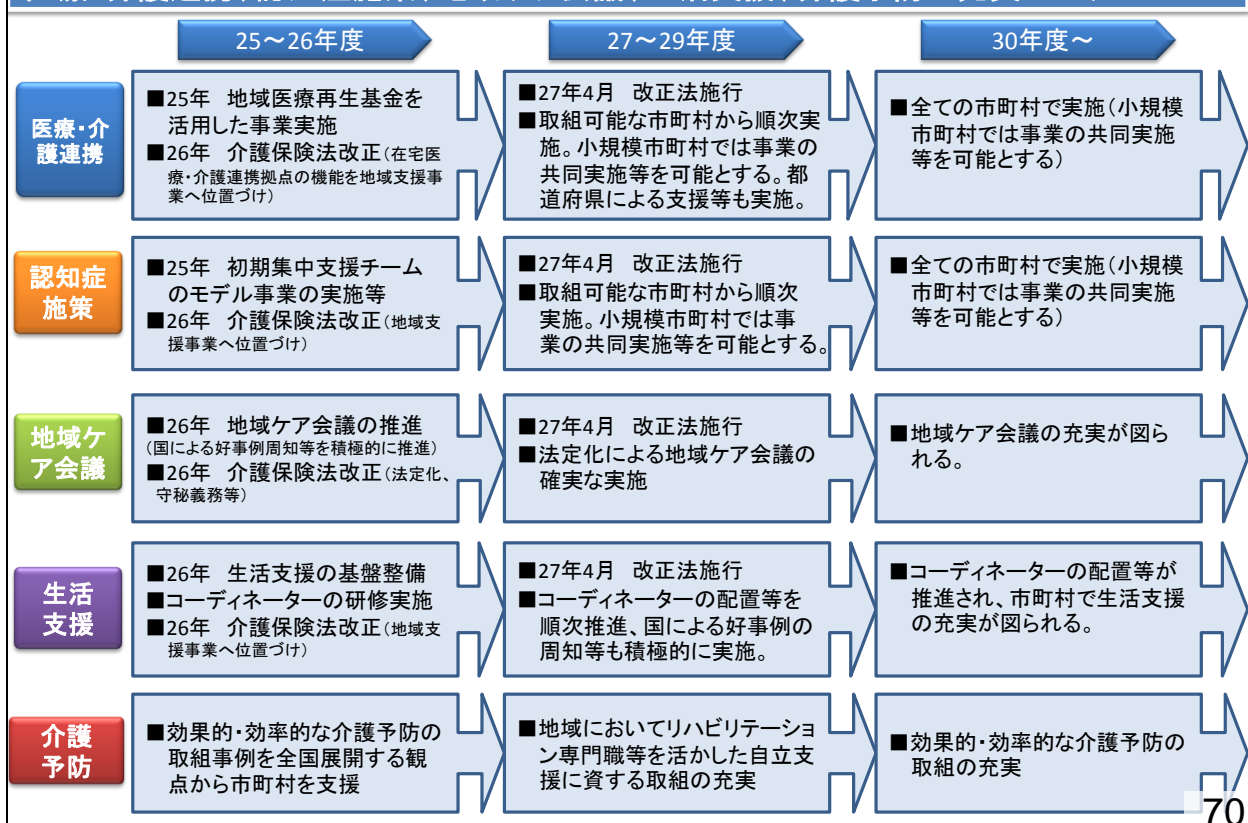 25～26年度
27～29年度
30年度～
医療・介
護連携
■25年 地域医療再生基金を
活用した事業実施
■26年 介護保険法改正(在宅医
療・介護連携拠点の機能を地域支援事
業へ位置づけ)
■27年4月 改正法施行
■取組可能な市町村から順次実
施。小規模市町村では事業の
共同実施等を可能とする。都
道府県による支援等も実施。
■全ての市町村で実施(小規模
市町村では事業の共同実施
等を可能とする)
認知症
施策
■25年 初期集中支援チーム
のモデル事業の実施等
■26年 介護保険法改正(地域支
援事業へ位置づけ)
■27年4月 改正法施行
■取組可能な市町村から順次
実施。小規模市町村では事
業の共同実施等を可能とする。
■全ての市町村で実施(小規模
市町村では事業の共同実施
等を可能とする)
地域ケ
ア会議
■26年 地域ケア会議の推進
(国による好事例周知等を積極的に推進)
■26年 介護保険法改正(法定化、
守秘義務等)
■27年4月 改正法施行
■法定化による地域ケア会議の
確実な実施
■地域ケア会議の充実が図ら
れる。
生活
支援
■26年 生活支援の基盤整備
■コーディネーターの研修実施
■26年 介護保険法改正(地域支
援事業へ位置づけ)
■27年4月 改正法施行
■コーディネーターの配置等を
順次推進、国による好事例の
周知等も積極的に実施。
■コーディネーターの配置等が
推進され、市町村で生活支援
の充実が図られる。
介護
予防
■効果的・効率的な介護予防の
取組事例を全国展開する観
点から市町村を支援
■地域においてリハビリテーショ
ン専門職等を活かした自立支
援に資する取組の充実
■効果的・効率的な介護予防の
取組の充実
70